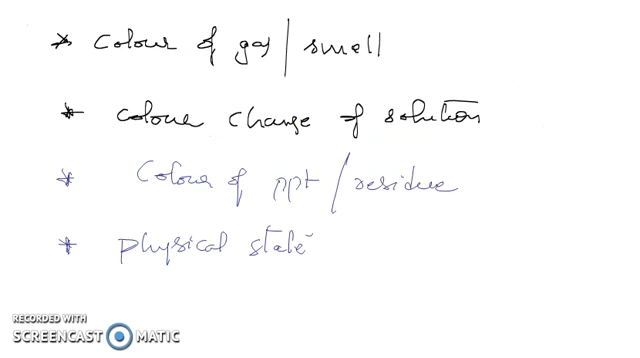 * Colour of gas / smell
* colour change of solution
* Colour of ppt / residue
* physical state
RECORDED WITH
SCREENCAST MATIC